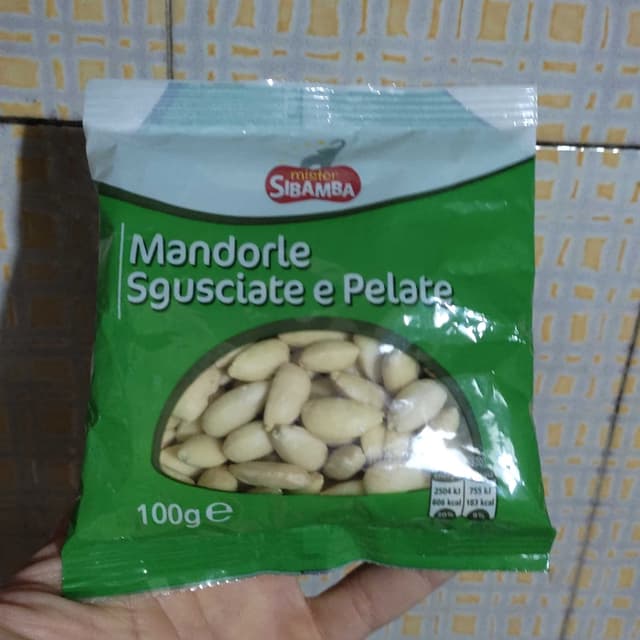 mister
SIBAMBA
Mandorle
Sgusciate e Pelate
100g e
2504 kJ 755 kJ
606 kcal 183 kcal